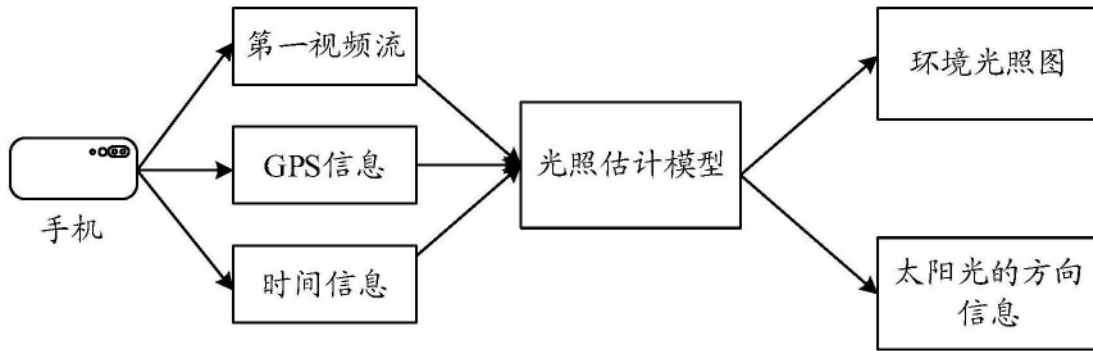 第一视频流
环境光照图
GPS信息
光照估计模型
手机
时间信息
太阳光的方向
信息